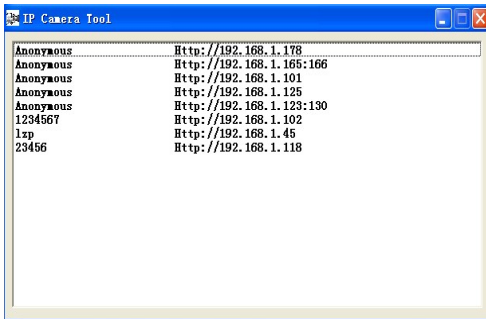 IP Camera Tool
Anonymous Http://192.168.1.178
Anonymous Http://192.168.1.165:166
Anonymous Http://192.168.1.101
Anonymous Http://192.168.1.125
Anonymous Http://192.168.1.123:130
1234567 Http://192.168.1.102
lzp Http://192.168.1.45
23456 Http://192.168.1.118